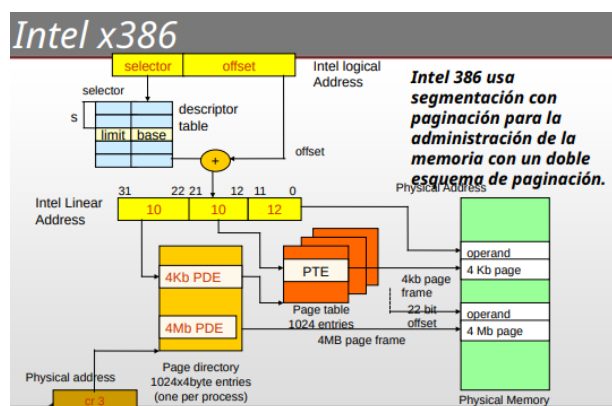 Intel x386
selector offset
Intel logical
Address
Intel 386 usa
segmentación con
paginación para la
administración de la
memoria con un doble
esquema de paginación.
selector
s
descriptor
table
limit base
offset
+
Physical Address
31 22 21 12 11 0
Intel Linear
Address
10 10 12
operand
4Kb PDE
PTE
4 Kb page
4kb page
frame
Page table
1024 entries
22 bit
offset
operand
4Mb PDE
4 Mb page
4MB page frame
Physical address
Page directory
1024x4byte entries
(one per process)
cr 3
Physical Memory